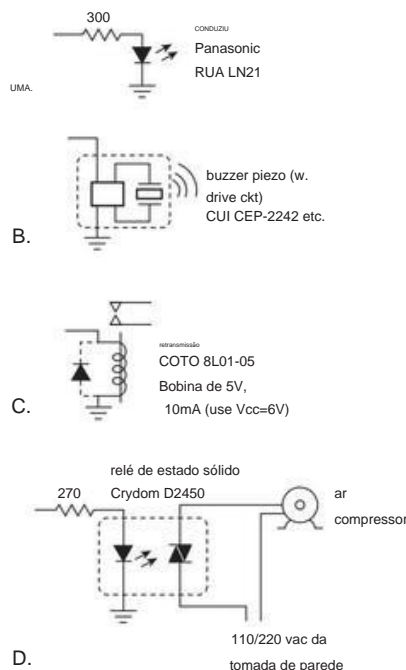 300
CONDUZIU
Panasonic
RUA LN21
UMA.
buzzer piezo (w.
drive ckt)
CUI CEP-2242 etc.
B.
retransmissão
COTO 8L01-05
Bobina de 5V,
10mA (use Vcc=6V)
C.
relé de estado sólido
270
Crydom D2450
ar
compressor
110/220 vac da
tomada de parede
D.